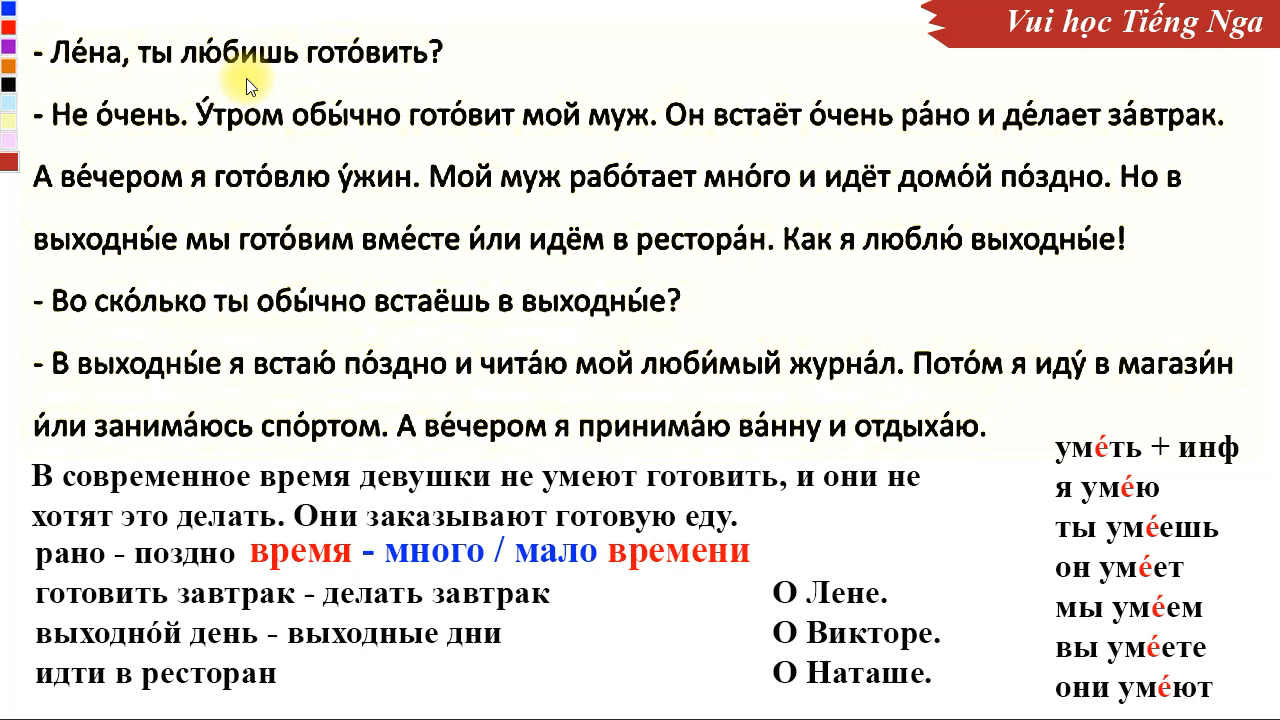 Vui học Tiếng Nga
- Ле́на, ты лю́бишь гото́вить?
- Не о́чень. У́тром обы́чно гото́вит мой муж. Он встаёт о́чень ра́но и де́лает за́втрак.
А ве́чером я гото́влю у́жин. Мой муж рабо́тает мно́го и идёт домо́й по́здно. Но в
выходны́е мы гото́вим вме́сте и́ли идём в рестора́н. Как я люблю́ выходны́е!
- Во ско́лько ты обы́чно встаёшь в выходны́е?
- В выходны́е я встаю́ по́здно и чита́ю мой люби́мый журна́л. Пото́м я иду́ в магази́н
и́ли занима́юсь спо́ртом. А ве́чером я принима́ю ва́нну и отдыха́ю.
В современное время девушки не умеют готовить, и они не
хотят это делать. Они заказывают готовую еду.
рано - поздно время - много / мало времени
готовить завтрак - делать завтрак
выходно́й день - выходные дни
идти в ресторан
О Лене.
О Викторе.
О Наташе.
уме́ть + инф
я уме́ю
ты уме́ешь
он уме́ет
мы уме́ем
вы уме́ете
они уме́ют